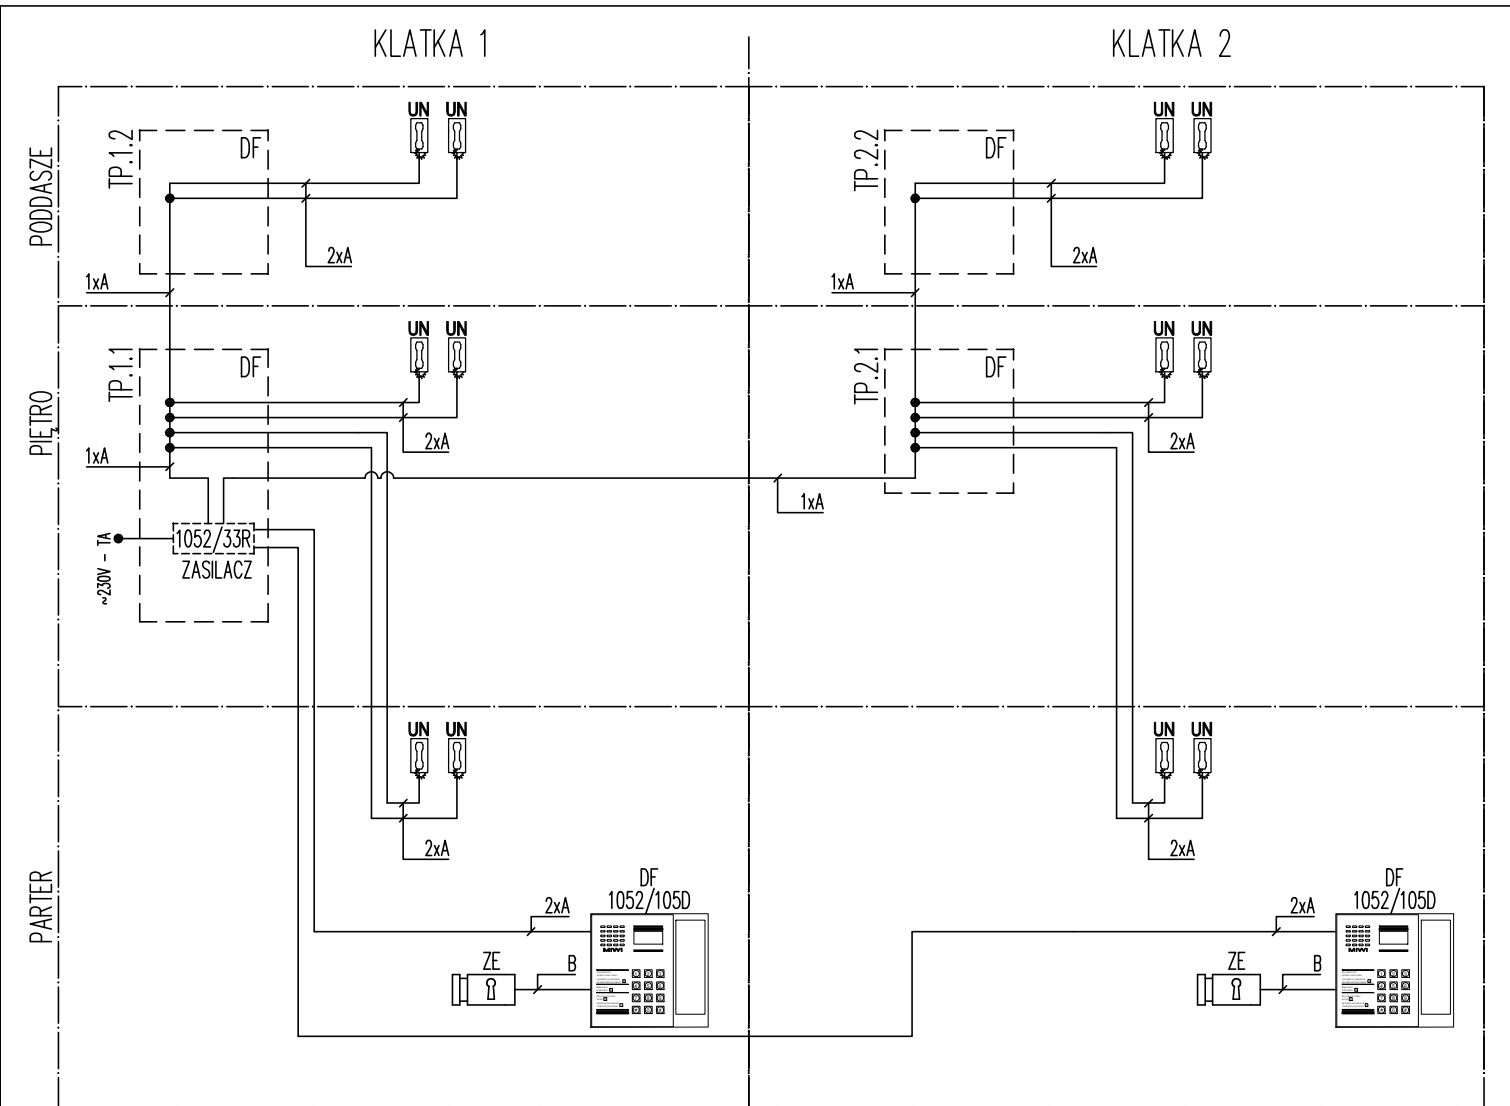 KLATKA 1
KLATKA 2
PODDASZE
TP.1.2
DF
UN UN
2xA
1xA
TP.2.2
DF
UN UN
2xA
1xA
PIĘTRO
TP.1.1
DF
UN UN
2xA
1xA
~230V - TA
1052/33R
ZASILACZ
TP.2.1
DF
UN UN
2xA
1xA
PARTER
UN UN
2xA
DF
1052/105D
2xA
ZE
B
MIWI
UN UN
2xA
DF
1052/105D
2xA
ZE
B
MIWI